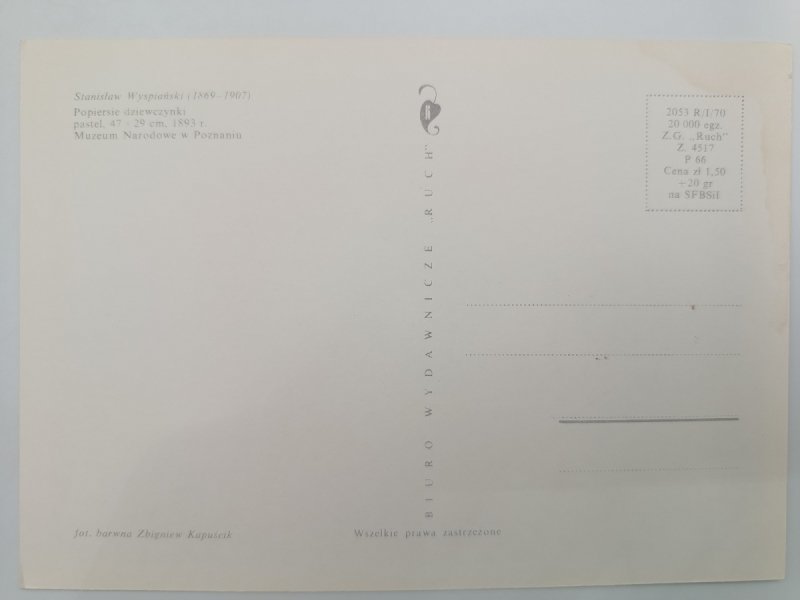 Stanisław Wyspiański (1869–1907)
Popiersie dziewczynki
pastel, 47 × 29 cm, 1893 r.
Muzeum Narodowe w Poznaniu
BIURO WYDAWNICZE „RUCH”
2053 R/I/70
20 000 egz.
Z.G. „Ruch”
Z. 4517
P 66
Cena zł 1,50
+20 gr
na SFBSiI
fot. barwna Zbigniew Kapuścik
Wszelkie prawa zastrzeżone